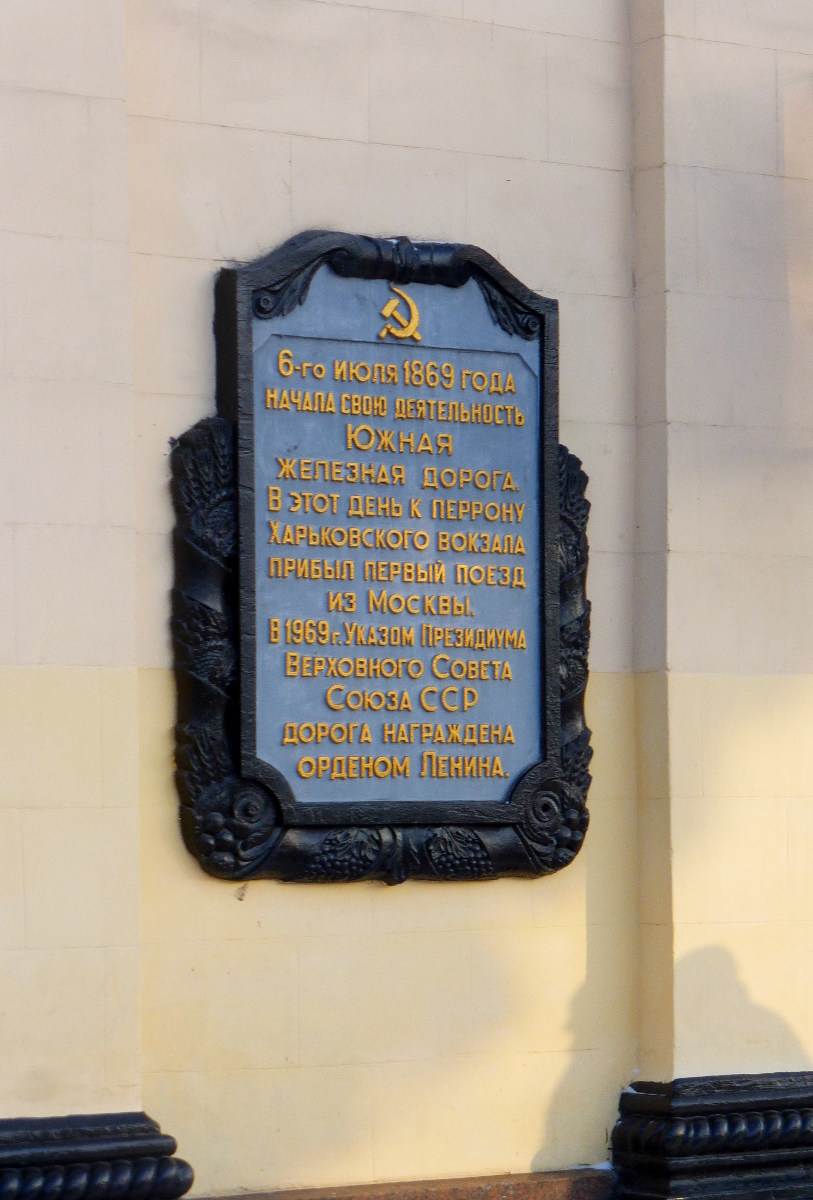 6-го июля 1869 года
начала свою деятельность
Южная
железная дорога.
В этот день к перрону
Харьковского вокзала
прибыл первый поезд
из Москвы.
В 1969 г. Указом Президиума
Верховного Совета
Союза ССР
дорога награждена
орденом Ленина.